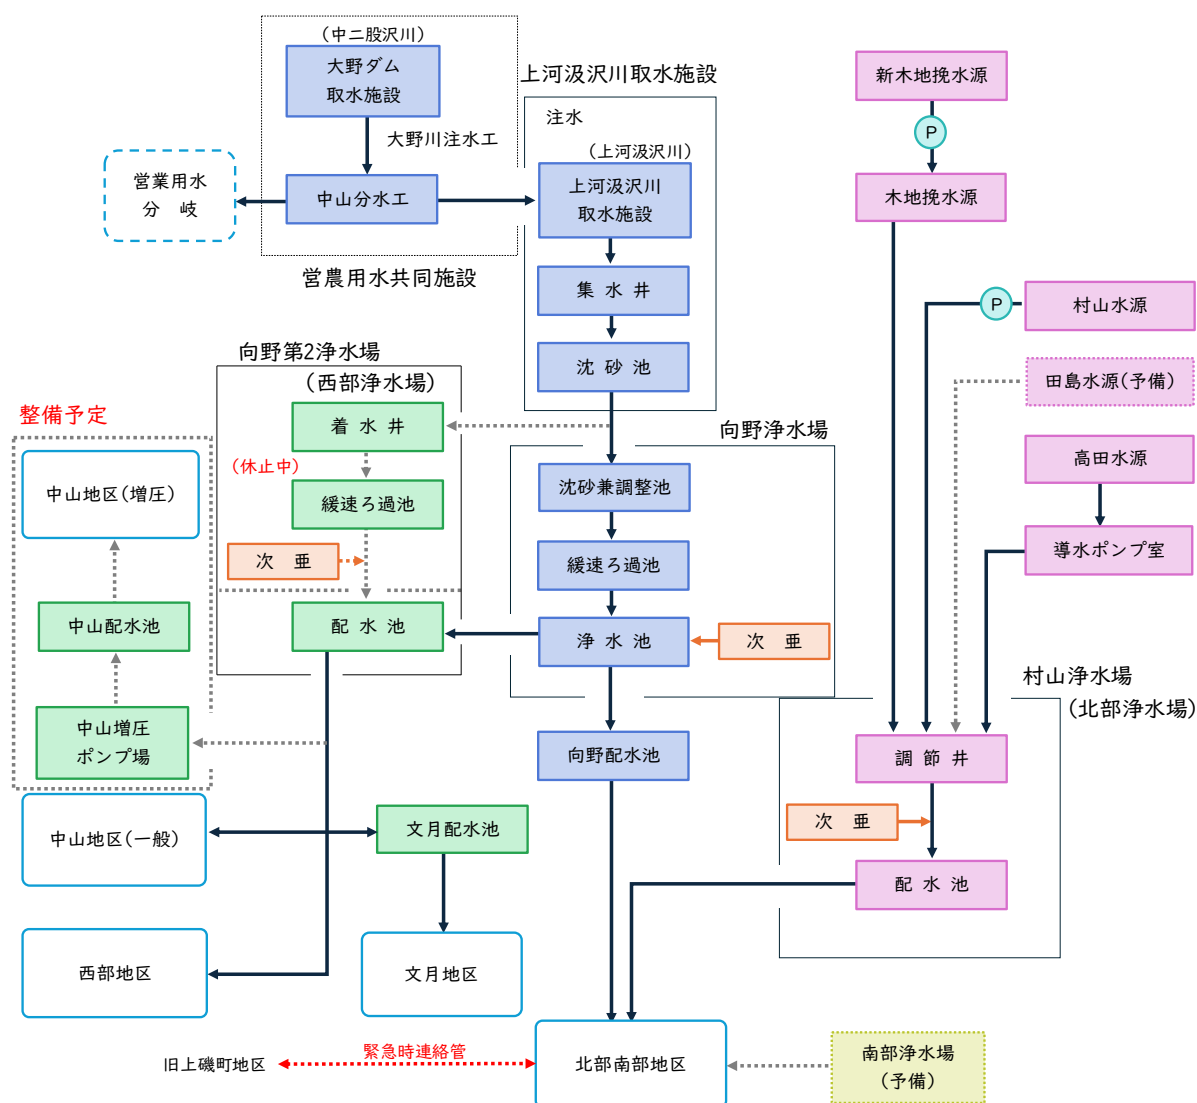 (中二股沢川)
大野ダム
取水施設
大野川注水工
営業用水
分 岐
中山分水工
営農用水共同施設
上河汲沢川取水施設
注水
(上河汲沢川)
上河汲沢川
取水施設
集 水 井
沈 砂 池
新木地挽水源
P
木地挽水源
P
村山水源
田島水源(予備)
高田水源
導水ポンプ室
向野第2浄水場
(西部浄水場)
着 水 井
(休止中)
緩速ろ過池
次 亜
配 水 池
整備予定
中山地区(増圧)
中山配水池
中山増圧
ポンプ場
向野浄水場
沈砂兼調整池
緩速ろ過池
浄 水 池
次 亜
向野配水池
村山浄水場
(北部浄水場)
調 節 井
次 亜
配 水 池
中山地区(一般)
文月配水池
西部地区
文月地区
旧上磯町地区
緊急時連絡管
北部南部地区
南部浄水場
(予備)